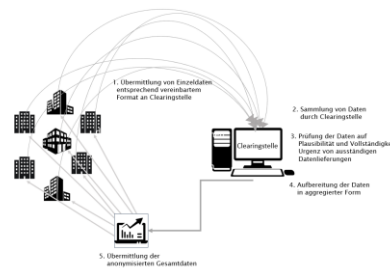 1. Übermittlung von Einzeldaten
entsprechend vereinbartem
Format an Clearingstelle
2. Sammlung von Daten
durch Clearingstelle
Clearingstelle
3. Prüfung der Daten auf
Plausibilität und Vollständigke
Urgenz von ausständigen
Datenlieferungen
4. Aufbereitung der Daten
in aggregierter Form
5. Übermittlung der
anonymisierten Gesamtdaten